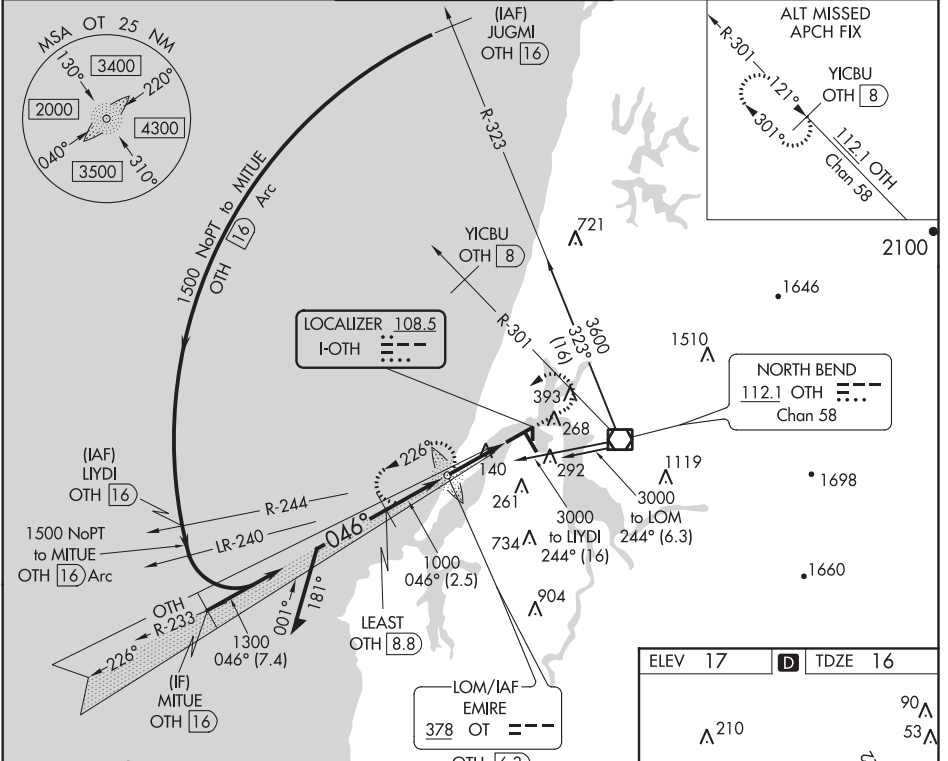 MSA OT 25 NM
130°
3400
220°
2000
4300
040°
3500
310°
(IAF)
JUGMI
OTH 16
R-323
1500 NoPT to MITUE
OTH 16 Arc
ALT MISSED
APCH FIX
R-301
121°
YICBU
OTH 8
301°
112.1 OTH
Chan 58
721
2100
YICBU
OTH 8
1646
R-301
3600
323°
(16)
1510
LOCALIZER 108.5
I-OTH
NORTH BEND
112.1 OTH
Chan 58
393
268
226°
140
292
1119
1698
(IAF)
LIYDI
OTH 16
R-244
261
3000
to LOM
244° (6.3)
1500 NoPT
to MITUE
OTH 16 Arc
LR-240
046°
3000
to LIYDI
244° (16)
734
1000
046° (2.5)
1660
904
001°
181°
LEAST
OTH 8.8
OTH
R-233
226°
1300
046° (7.4)
(IF)
MITUE
OTH 16
LOM/IAF
EMIRE
378 OT
OTH 6.3
ELEV 17 D TDZE 16
90
210
53